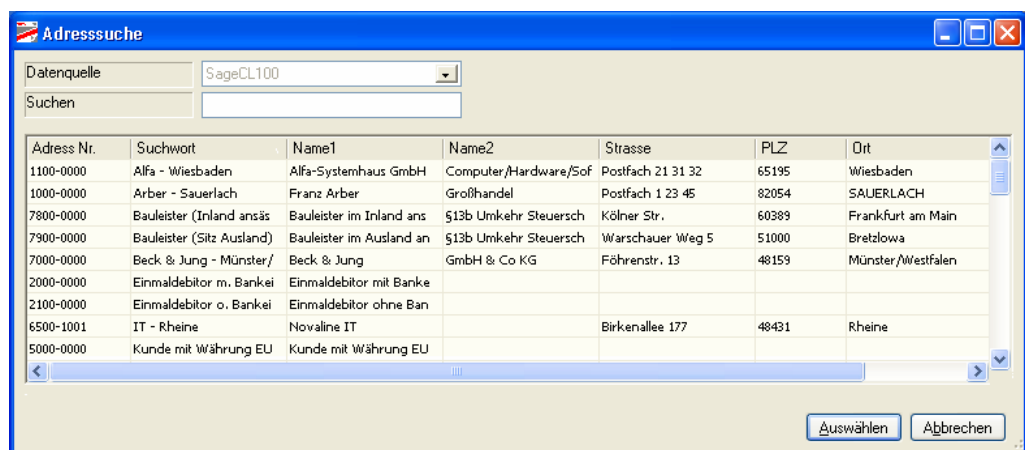 Adresssuche
Datenquelle SageCL100
Suchen
Adress Nr. Suchwort Name1 Name2 Strasse PLZ Ort
1100-0000 Alfa - Wiesbaden Alfa-Systemhaus GmbH Computer/Hardware/Sof Postfach 21 31 32 65195 Wiesbaden
1000-0000 Arber - Sauerlach Franz Arber Großhandel Postfach 1 23 45 82054 SAUERLACH
7800-0000 Bauleister (Inland ansäs Bauleister im Inland ans §13b Umkehr Steuersch Kölner Str. 60389 Frankfurt am Main
7900-0000 Bauleister (Sitz Ausland) Bauleister im Ausland an §13b Umkehr Steuersch Warschauer Weg 5 51000 Bretzlowa
7000-0000 Beck & Jung - Münster/ Beck & Jung GmbH & Co KG Föhrenstr. 13 48159 Münster/Westfalen
2000-0000 Einmaldebitor m. Bankei Einmaldebitor mit Banke
2100-0000 Einmaldebitor o. Bankei Einmaldebitor ohne Ban
6500-1001 IT - Rheine Novaline IT Birkenallee 177 48431 Rheine
5000-0000 Kunde mit Währung EU Kunde mit Währung EU
Auswählen Abbrechen